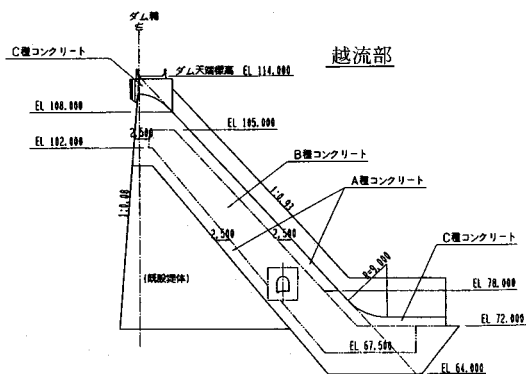 ダム軸
越流部
C種コンクリート
ダム天端標高 EL 114.000
EL 108.000
EL 105.000
2,500
EL 102.000
B種コンクリート
A種コンクリート
1:0.93
1:0.08
2,500
2,500
C種コンクリート
R=9,000
(既設堤体)
EL 78.000
EL 72.000
EL 67.500
EL 64.000